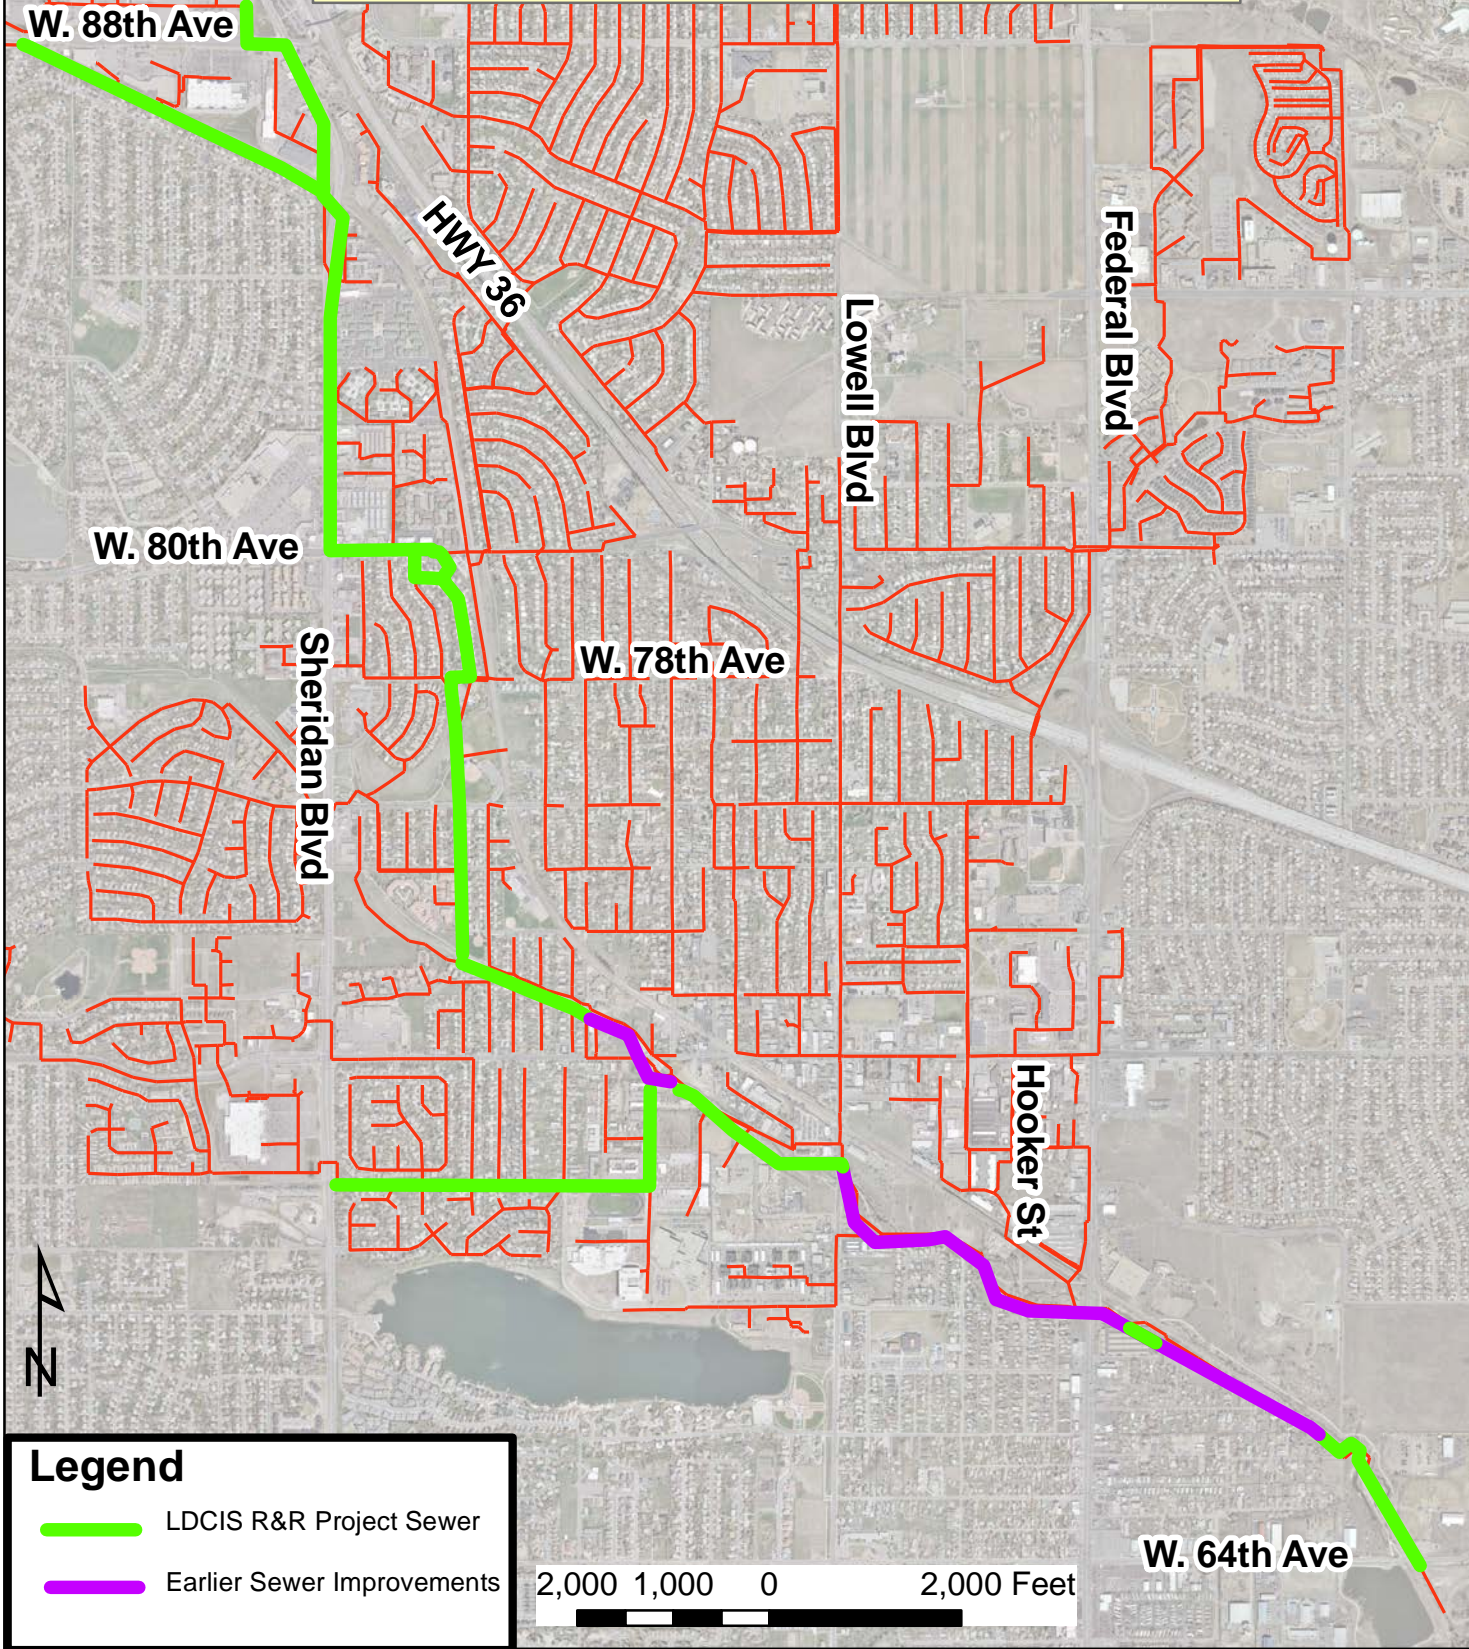 W. 88th Ave
HWY 36
Federal Blvd
Lowell Blvd
W. 80th Ave
Sheridan Blvd
W. 78th Ave
Hooker St
N
W. 64th Ave
Legend
LDCIS R&R Project Sewer
Earlier Sewer Improvements
2,000 1,000 0 2,000 Feet